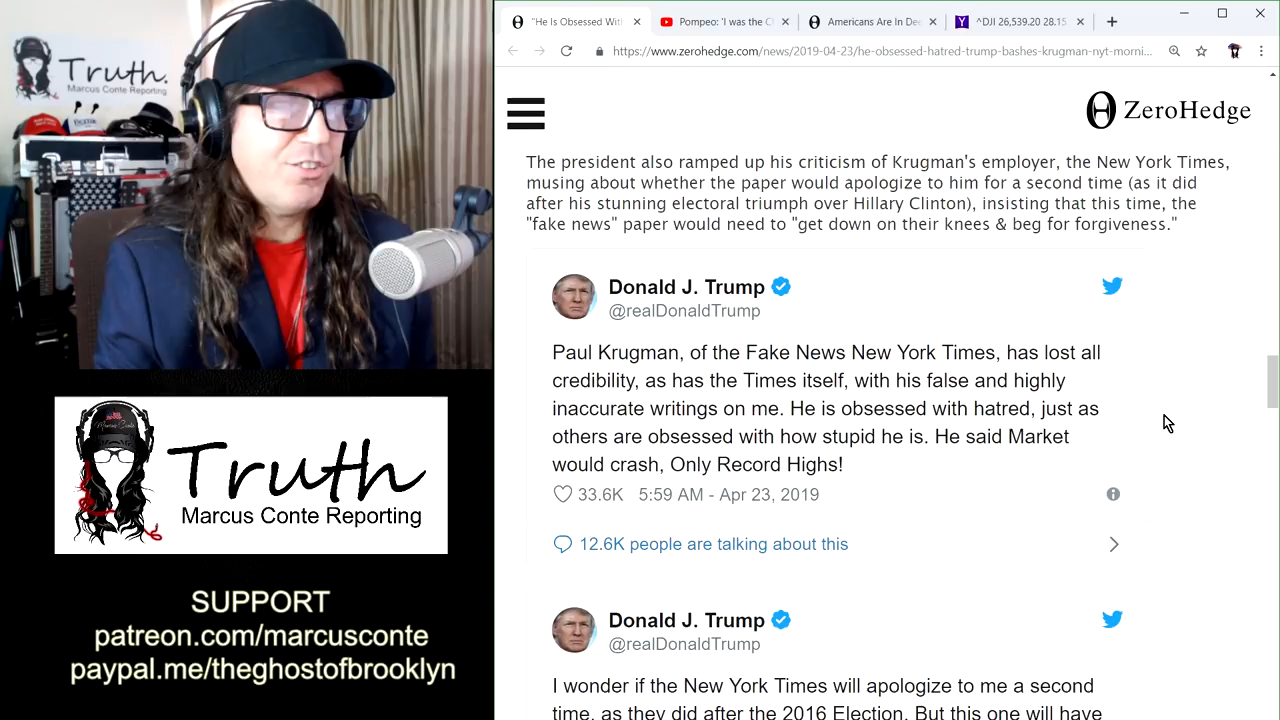 Truth.
Marcus Conte Reporting
"He Is Obsessed Wit
Pompeo: 'I was the C
Americans Are In De
^DJI 26,539.20 28.15
https://www.zerohedge.com/news/2019-04-23/he-obsessed-hatred-trump-bashes-krugman-nyt-morni...
ZeroHedge
The president also ramped up his criticism of Krugman's employer, the New York Times,
musing about whether the paper would apologize to him for a second time (as it did
after his stunning electoral triumph over Hillary Clinton), insisting that this time, the
"fake news" paper would need to "get down on their knees & beg for forgiveness."
Donald J. Trump
@realDonaldTrump
Paul Krugman, of the Fake News New York Times, has lost all
credibility, as has the Times itself, with his false and highly
inaccurate writings on me. He is obsessed with hatred, just as
others are obsessed with how stupid he is. He said Market
would crash, Only Record Highs!
33.6K 5:59 AM - Apr 23, 2019
12.6K people are talking about this
Donald J. Trump
@realDonaldTrump
I wonder if the New York Times will apologize to me a second
time, as they did after the 2016 Election. But this one will have
Truth
Marcus Conte Reporting
SUPPORT
patreon.com/marcusconte
paypal.me/theghostofbrooklyn